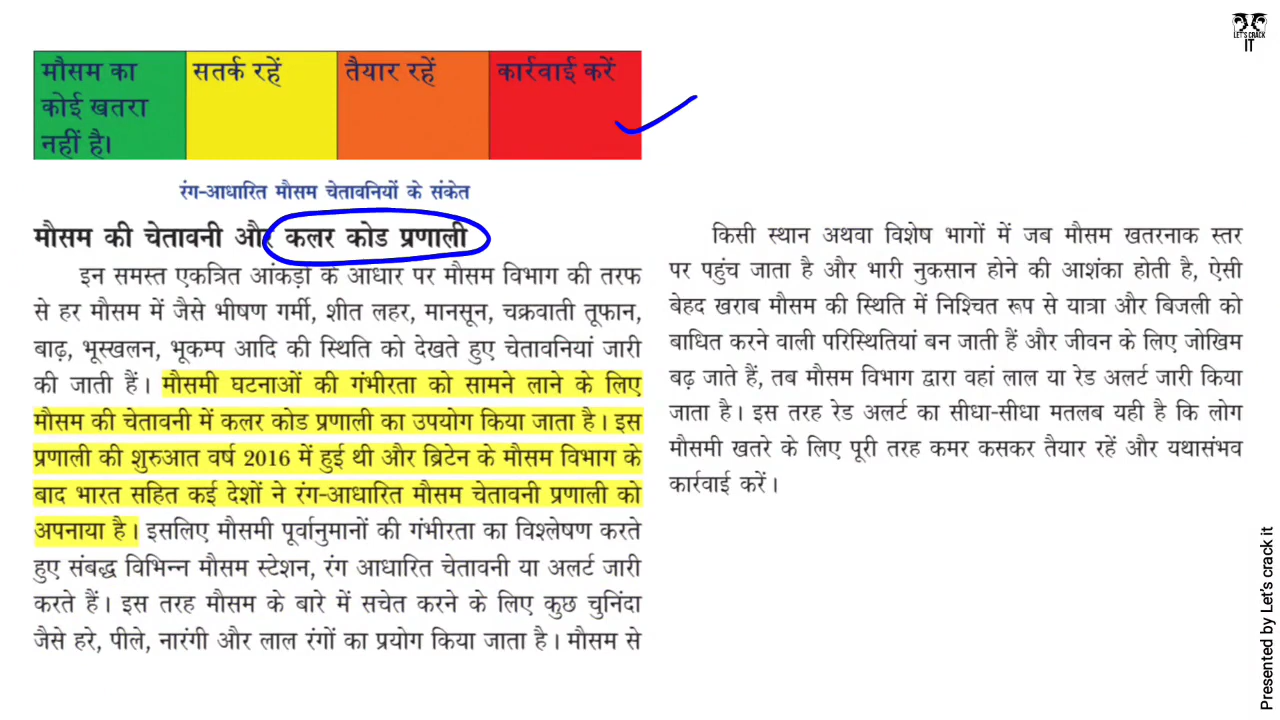 LET'S CRACK
IT
मौसम का
कोई खतरा
नहीं है।
सतर्क रहें
तैयार रहें
कार्रवाई करें
रंग-आधारित मौसम चेतावनियों के संकेत
मौसम की चेतावनी और कलर कोड प्रणाली
इन समस्त एकत्रित आंकड़ों के आधार पर मौसम विभाग की तरफ
से हर मौसम में जैसे भीषण गर्मी, शीत लहर, मानसून, चक्रवाती तूफान,
बाढ़, भूस्खलन, भूकम्प आदि की स्थिति को देखते हुए चेतावनियां जारी
की जाती हैं। मौसमी घटनाओं की गंभीरता को सामने लाने के लिए
मौसम की चेतावनी में कलर कोड प्रणाली का उपयोग किया जाता है। इस
प्रणाली की शुरुआत वर्ष 2016 में हुई थी और ब्रिटेन के मौसम विभाग के
बाद भारत सहित कई देशों ने रंग-आधारित मौसम चेतावनी प्रणाली को
अपनाया है। इसलिए मौसमी पूर्वानुमानों की गंभीरता का विश्लेषण करते
हुए संबद्ध विभिन्न मौसम स्टेशन, रंग आधारित चेतावनी या अलर्ट जारी
करते हैं। इस तरह मौसम के बारे में सचेत करने के लिए कुछ चुनिंदा
जैसे हरे, पीले, नारंगी और लाल रंगों का प्रयोग किया जाता है। मौसम से
किसी स्थान अथवा विशेष भागों में जब मौसम खतरनाक स्तर
पर पहुंच जाता है और भारी नुकसान होने की आशंका होती है, ऐसी
बेहद खराब मौसम की स्थिति में निश्चित रूप से यात्रा और बिजली को
बाधित करने वाली परिस्थितियां बन जाती हैं और जीवन के लिए जोखिम
बढ़ जाते हैं, तब मौसम विभाग द्वारा वहां लाल या रेड अलर्ट जारी किया
जाता है। इस तरह रेड अलर्ट का सीधा-सीधा मतलब यही है कि लोग
मौसमी खतरे के लिए पूरी तरह कमर कसकर तैयार रहें और यथासंभव
कार्रवाई करें।
Presented by Let's crack it